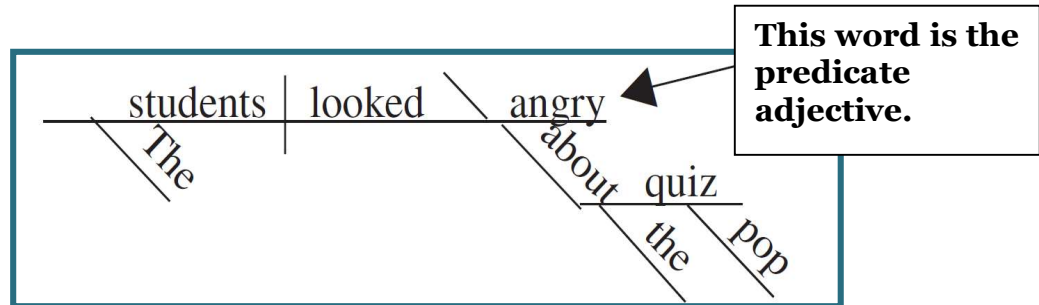 This word is the
predicate
adjective.
students looked angry
The
about
quiz
the
pop